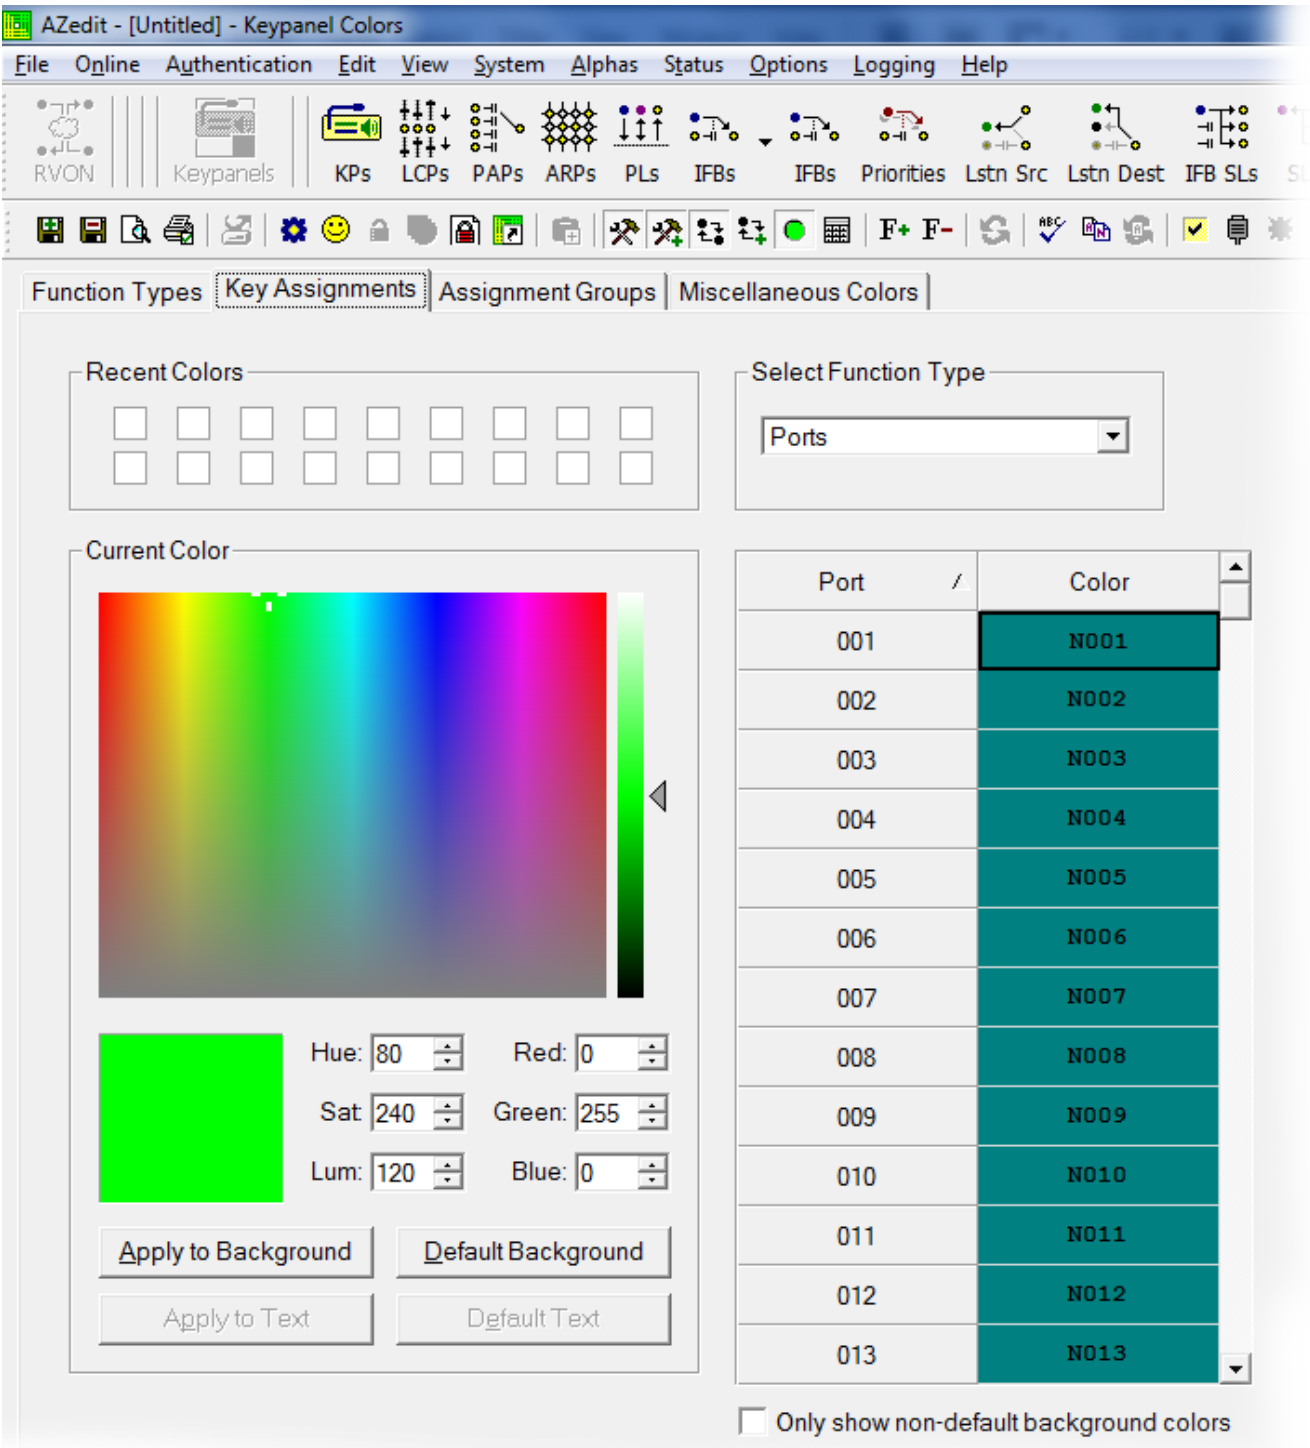 AZedit - [Untitled] - Keypanel Colors
File Online Authentication Edit View System Alphas Status Options Logging Help
RVON Keypanels KPs LCPs PAPs ARPs PLs IFBs IFBs Priorities Lstn Src Lstn Dest IFB SLs
F+ F- ABC
Function Types Key Assignments Assignment Groups Miscellaneous Colors
Recent Colors Select Function Type
Ports
Current Color
Port Color
001 N001
002 N002
003 N003
004 N004
005 N005
006 N006
007 N007
008 N008
009 N009
010 N010
011 N011
012 N012
013 N013
Hue: 80 Red: 0
Sat: 240 Green: 255
Lum: 120 Blue: 0
Apply to Background Default Background
Apply to Text Default Text
Only show non-default background colors